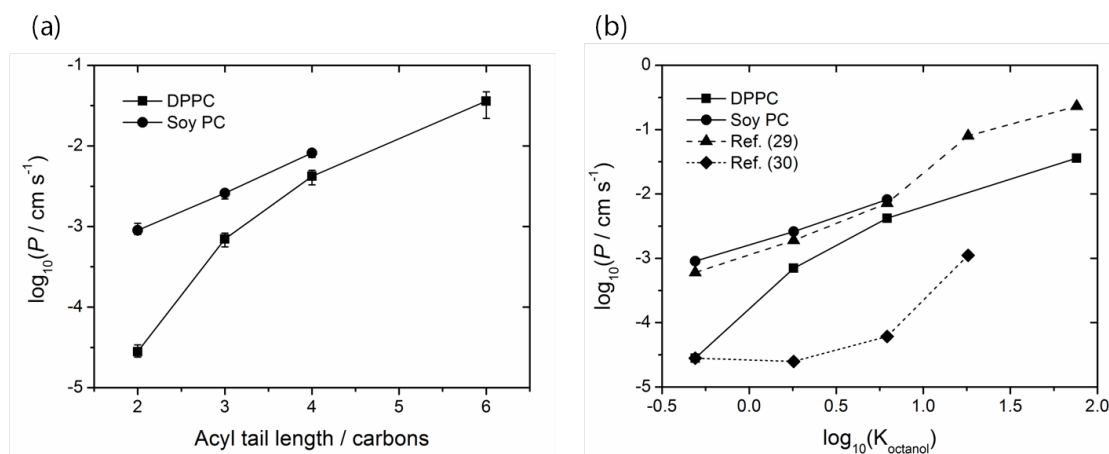 (a)
log₁₀(P / cm s⁻¹)
-1
-2
-3
-4
-5
DPPC
Soy PC
2 3 4 5 6
Acyl tail length / carbons
(b)
log₁₀(P / cm s⁻¹)
0
-1
-2
-3
-4
-5
DPPC
Soy PC
Ref. (29)
Ref. (30)
-0.5 0.0 0.5 1.0 1.5 2.0
log₁₀(Kₒcₜₐₙₒₗ)